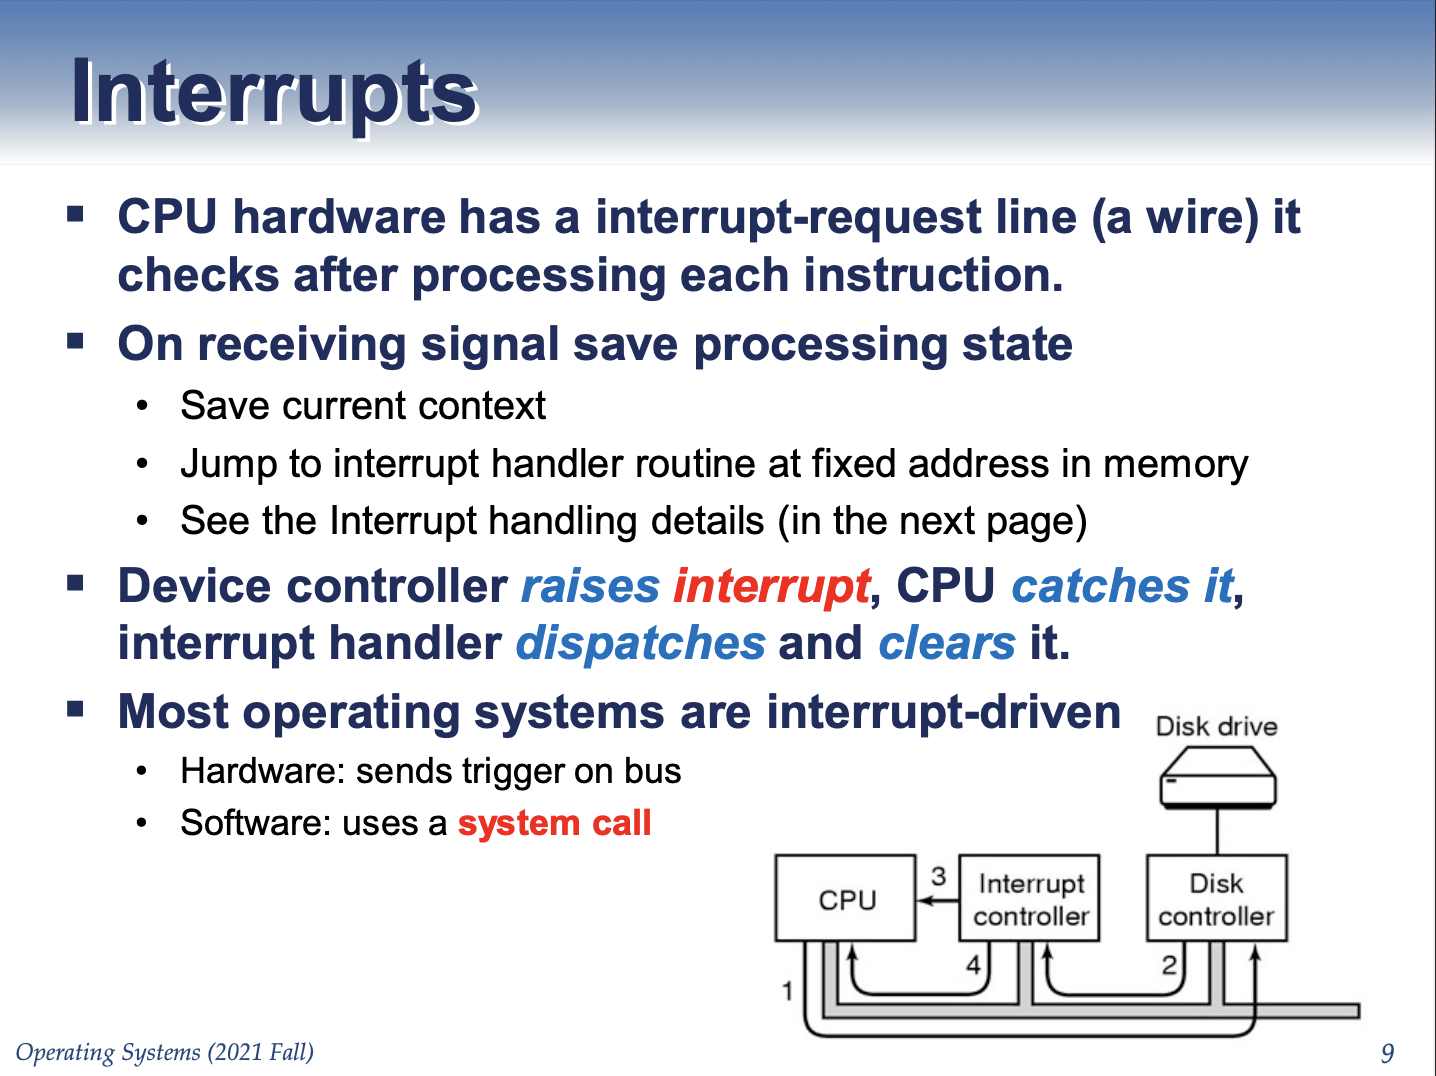 Interrupts
CPU hardware has a interrupt-request line (a wire) it
checks after processing each instruction.
On receiving signal save processing state
Save current context
Jump to interrupt handler routine at fixed address in memory
See the Interrupt handling details (in the next page)
Device controller raises interrupt, CPU catches it,
interrupt handler dispatches and clears it.
Most operating systems are interrupt-driven
Hardware: sends trigger on bus
Software: uses a system call
Disk drive
CPU
3
Interrupt
controller
Disk
controller
1
4
2
Operating Systems (2021 Fall)
9